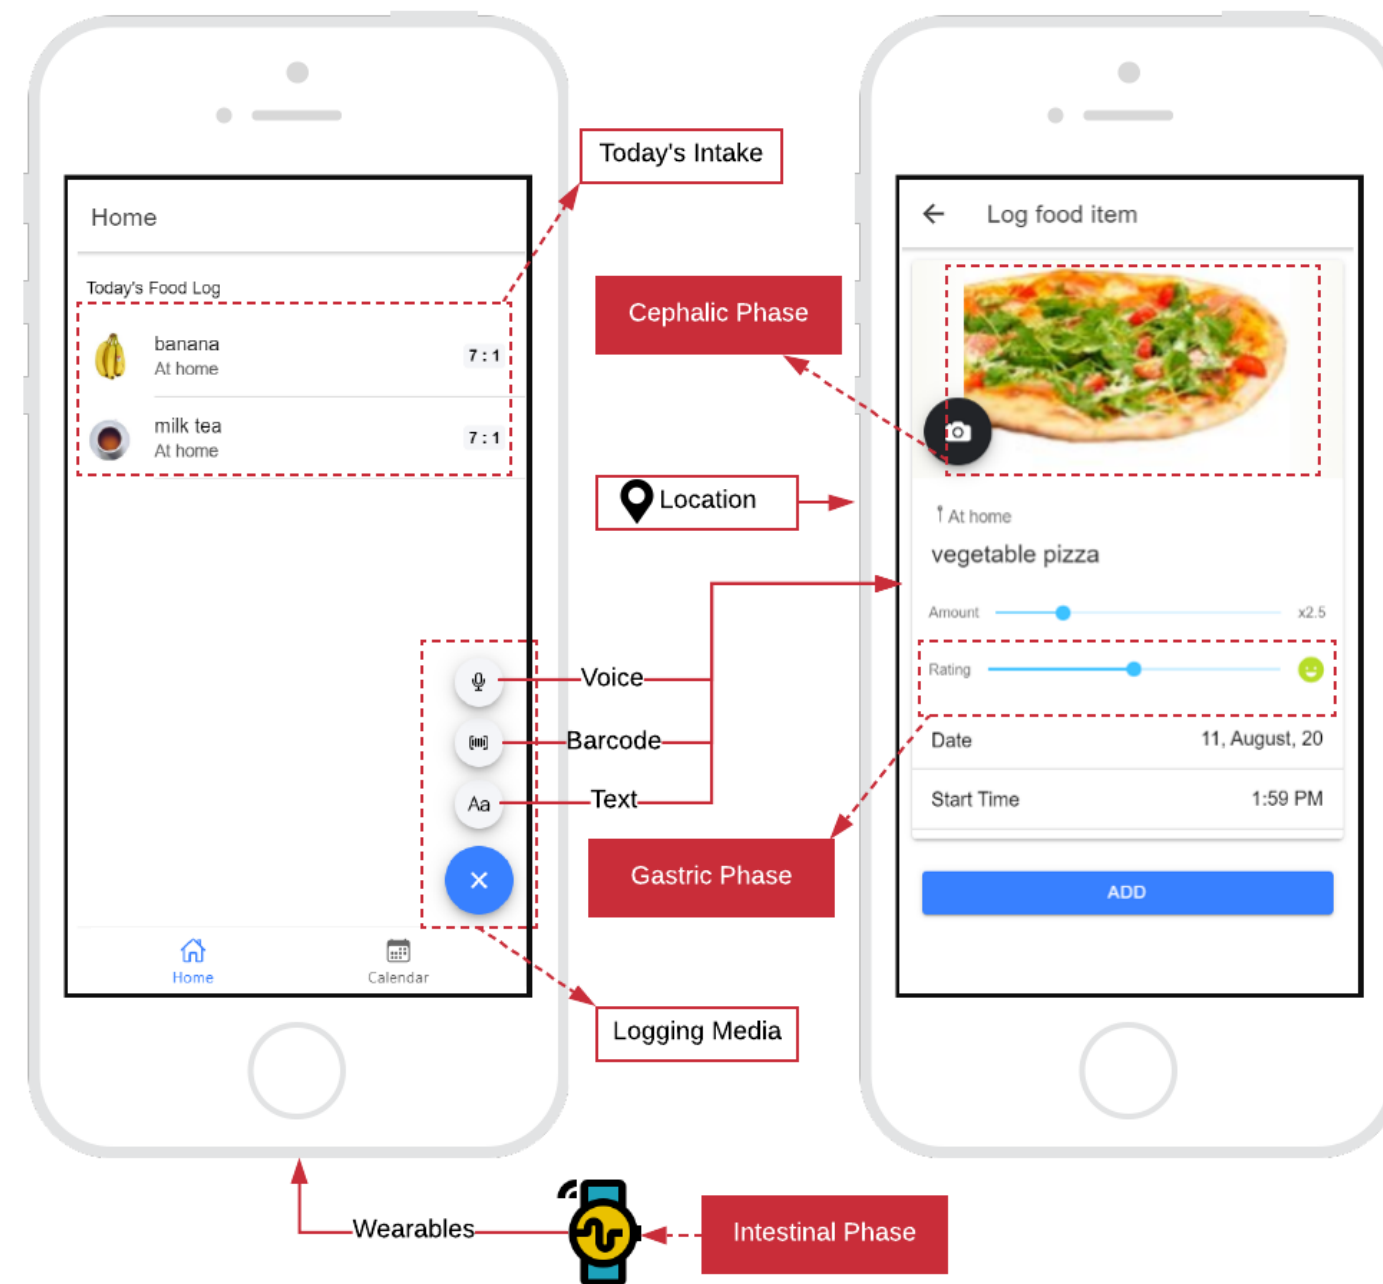 Home
Today's Food Log
banana
At home
7 : 1
milk tea
At home
7 : 1
Aa
Home
Calendar
Today's Intake
Cephalic Phase
Location
Voice
Barcode
Text
Gastric Phase
Logging Media
Log food item
At home
vegetable pizza
Amount
x2.5
Rating
Date
11, August, 20
Start Time
1:59 PM
ADD
Wearables
Intestinal Phase